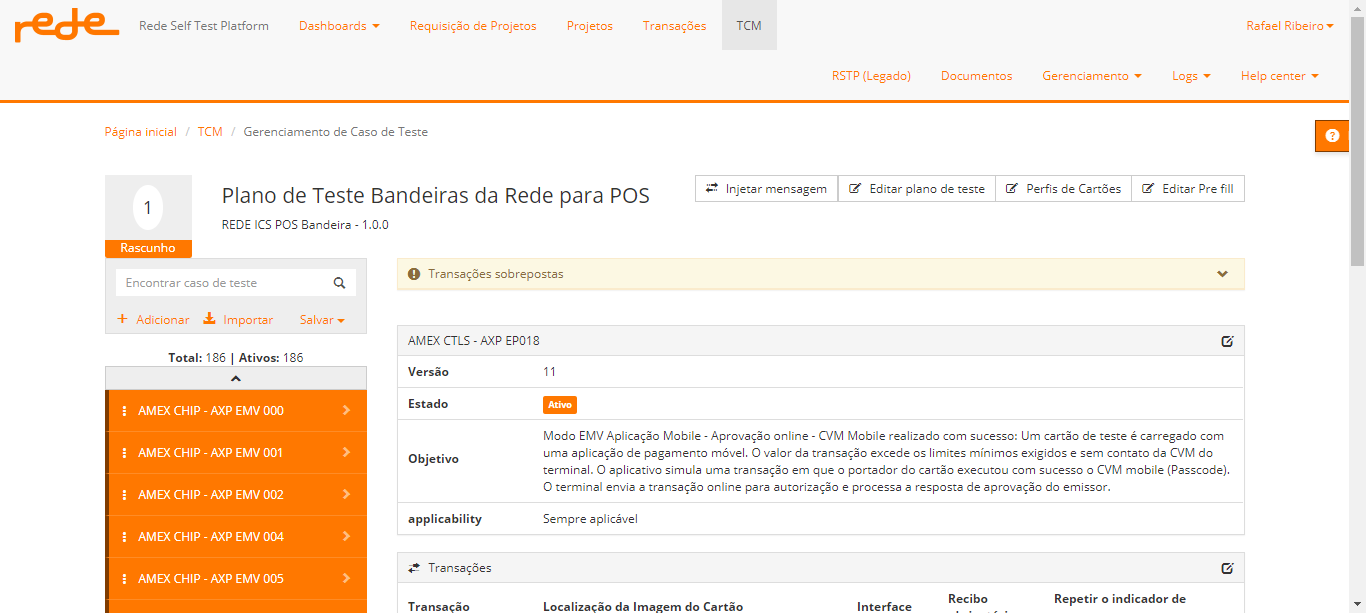 rede
Rede Self Test Platform
Dashboards
Requisição de Projetos
Projetos
Transações
TCM
Rafael Ribeiro
RSTP (Legado)
Documentos
Gerenciamento
Logs
Help center
Página inicial / TCM / Gerenciamento de Caso de Teste
?
1
Rascunho
Plano de Teste Bandeiras da Rede para POS
REDE ICS POS Bandeira - 1.0.0
Injetar mensagem
Editar plano de teste
Perfis de Cartões
Editar Pre fill
Encontrar caso de teste
+ Adicionar
Importar
Salvar
Total: 186 | Ativos: 186
AMEX CHIP - AXP EMV 000
AMEX CHIP - AXP EMV 001
AMEX CHIP - AXP EMV 002
AMEX CHIP - AXP EMV 004
AMEX CHIP - AXP EMV 005
Transações sobrepostas
AMEX CTLS - AXP EP018
Versão 11
Estado Ativo
Objetivo
Modo EMV Aplicação Mobile - Aprovação online - CVM Mobile realizado com sucesso: Um cartão de teste é carregado com
uma aplicação de pagamento móvel. O valor da transação excede os limites mínimos exigidos e sem contato da CVM do
terminal. O aplicativo simula uma transação em que o portador do cartão executou com sucesso o CVM mobile (Passcode).
O terminal envia a transação online para autorização e processa a resposta de aprovação do emissor.
applicability Sempre aplicável
Transações
Transação
Localização da Imagem do Cartão
Interface
Recibo
Repetir o indicador de